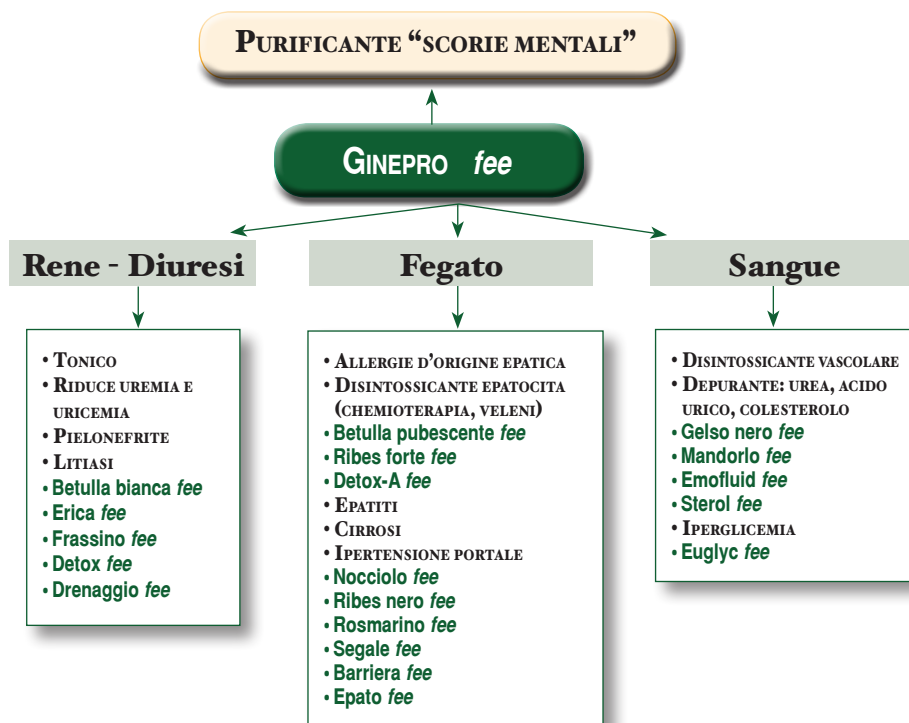 PURIFICANTE “SCORIE MENTALI”
GINEPRO fee
Rene - Diuresi
• TONICO
• RIDUCE UREMIA E
URICEMIA
• PIELONEFRITE
• LITIASI
• Betulla bianca fee
• Erica fee
• Frassino fee
• Detox fee
• Drenaggio fee
Fegato
• ALLERGIE D'ORIGINE EPATICA
• DISINTOSSICANTE EPATOCITA
(CHEMIOTERAPIA, VELENI)
• Betulla pubescente fee
• Ribes forte fee
• Detox-A fee
• EPATITI
• CIRROSI
• IPERTENSIONE PORTALE
• Nocciolo fee
• Ribes nero fee
• Rosmarino fee
• Segale fee
• Barriera fee
• Epato fee
Sangue
• DISINTOSSICANTE VASCOLARE
• DEPURANTE: UREA, ACIDO
URICO, COLESTEROLO
• Gelso nero fee
• Mandorlo fee
• Emofluid fee
• Sterol fee
• IPERGLICEMIA
• Euglyc fee